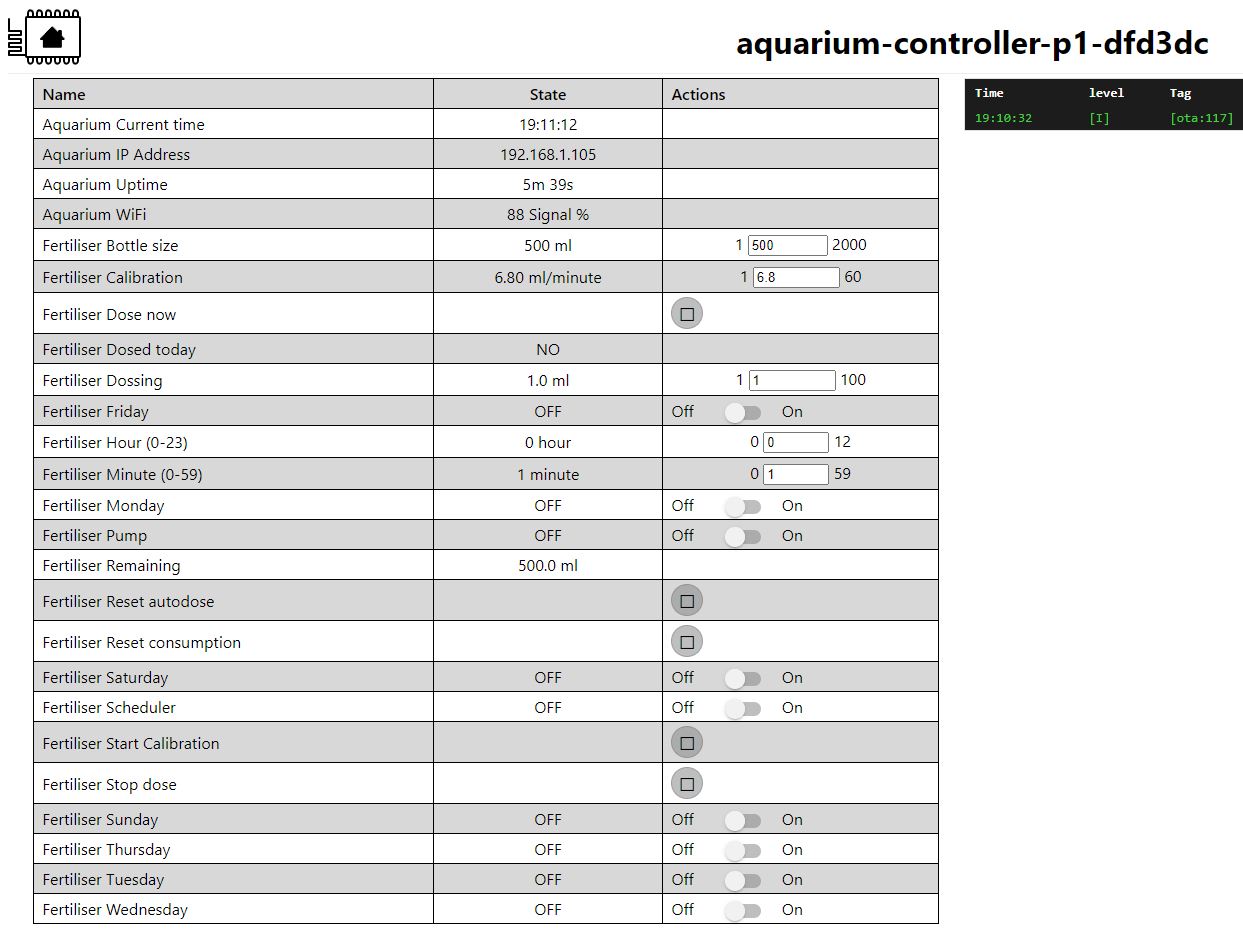 aquarium-controller-p1-dfd3dc
Name State Actions
Aquarium Current time 19:11:12
Aquarium IP Address 192.168.1.105
Aquarium Uptime 5m 39s
Aquarium WiFi 88 Signal %
Fertiliser Bottle size 500 ml 1 500 2000
Fertiliser Calibration 6.80 ml/minute 1 6.8 60
Fertiliser Dose now
Fertiliser Dosed today NO
Fertiliser Dossing 1.0 ml 1 1 100
Fertiliser Friday OFF Off On
Fertiliser Hour (0-23) 0 hour 0 0 12
Fertiliser Minute (0-59) 1 minute 0 1 59
Fertiliser Monday OFF Off On
Fertiliser Pump OFF Off On
Fertiliser Remaining 500.0 ml
Fertiliser Reset autodose
Fertiliser Reset consumption
Fertiliser Saturday OFF Off On
Fertiliser Scheduler OFF Off On
Fertiliser Start Calibration
Fertiliser Stop dose
Fertiliser Sunday OFF Off On
Fertiliser Thursday OFF Off On
Fertiliser Tuesday OFF Off On
Fertiliser Wednesday OFF Off On
Time level Tag
19:10:32 [I] [ota:117]